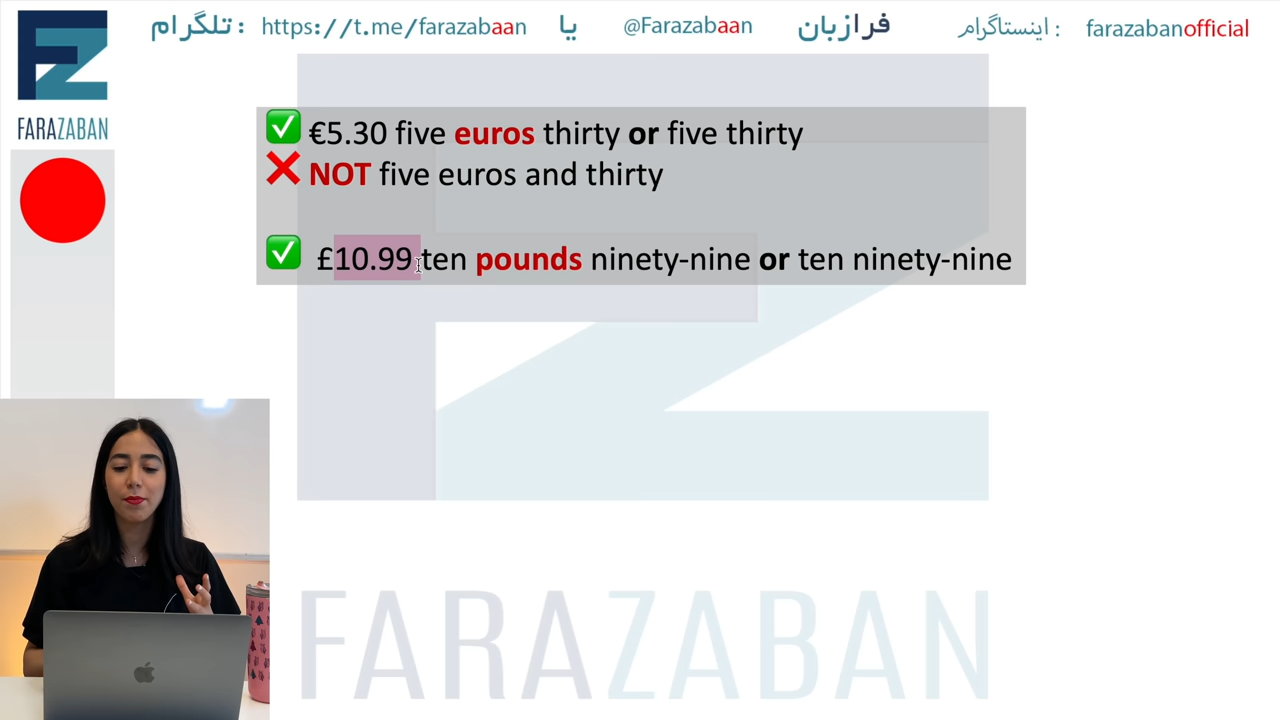 تلگرام : https://t.me/farazabaan یا @Farazabaan فرازبان اینستاگرام : farazabanofficial
FZ
FARAZABAN
✅ €5.30 five euros thirty or five thirty
❌ NOT five euros and thirty
✅ £10.99 ten pounds ninety-nine or ten ninety-nine
FARAZABAN